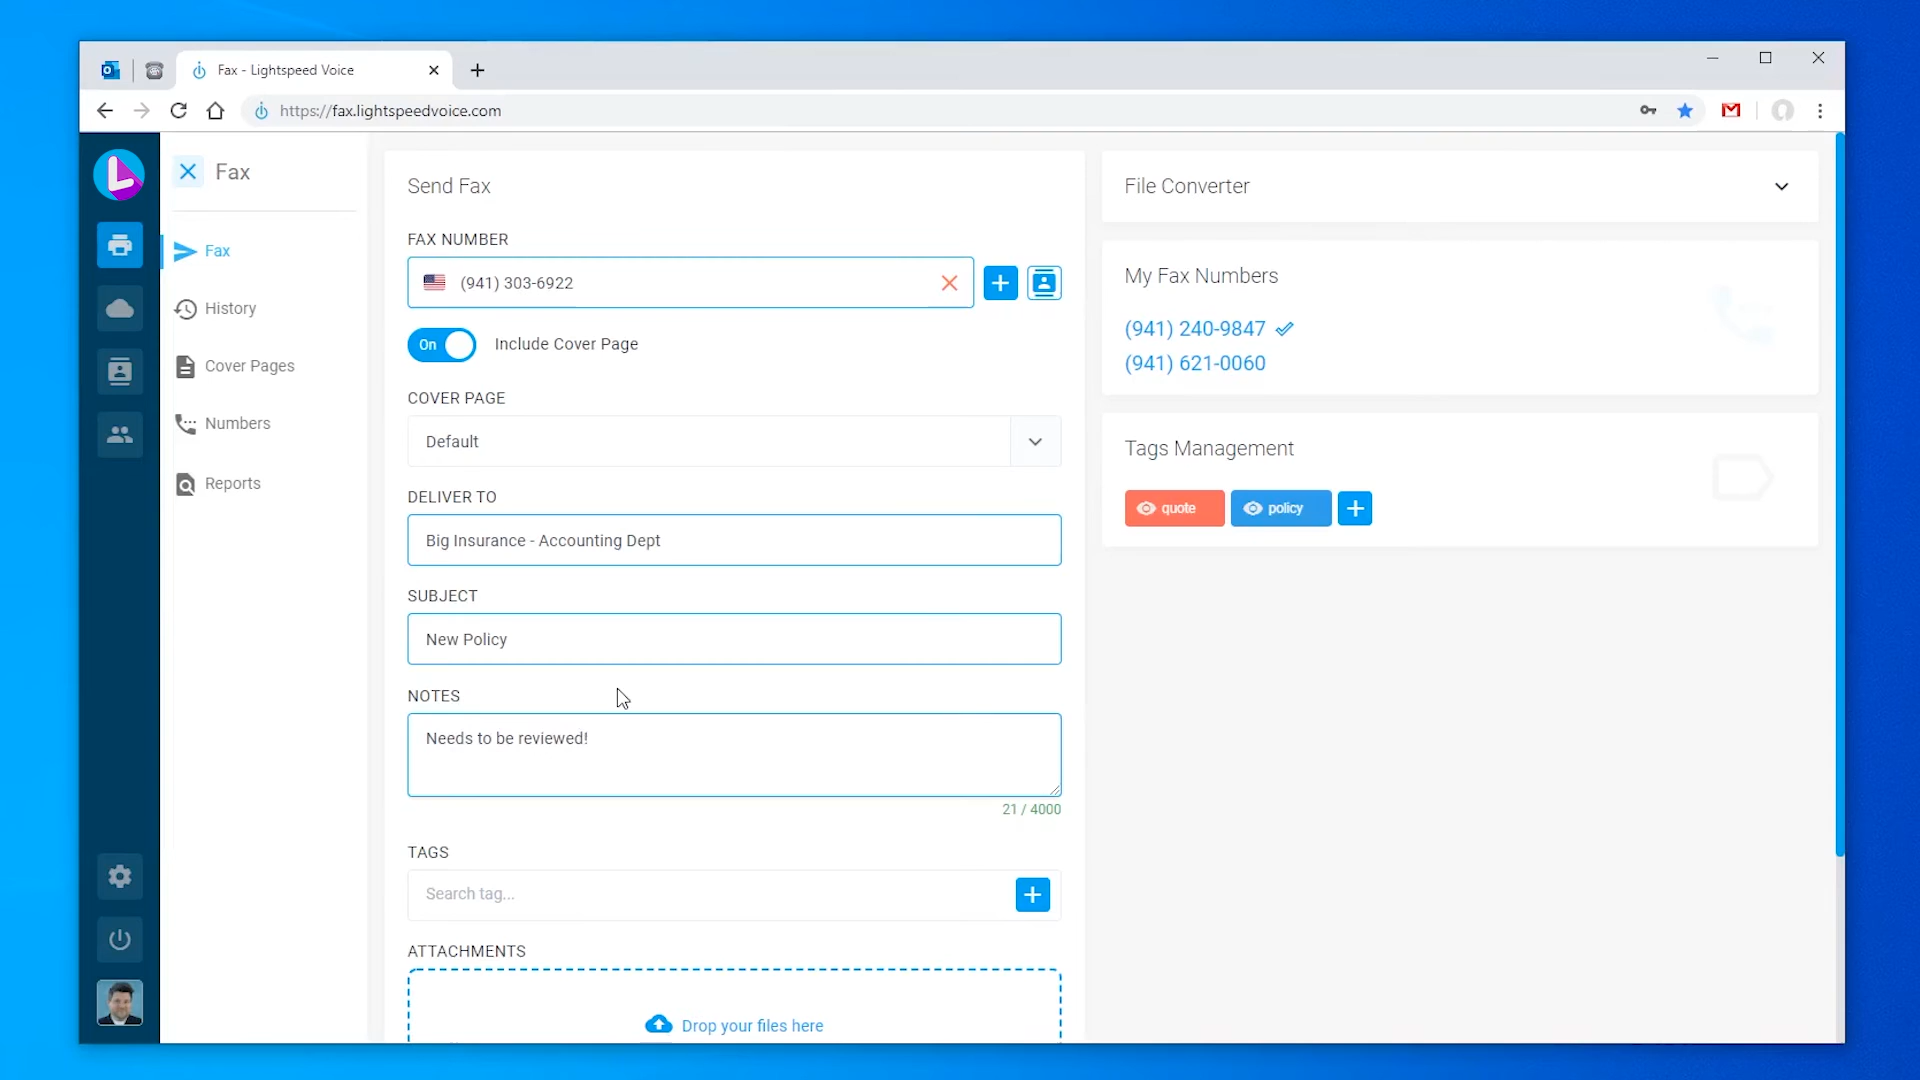 Fax - Lightspeed Voice
https://fax.lightspeedvoice.com
Fax
Fax
History
Cover Pages
Numbers
Reports
Send Fax
FAX NUMBER
(941) 303-6922
On
Include Cover Page
COVER PAGE
Default
DELIVER TO
Big Insurance - Accounting Dept
SUBJECT
New Policy
NOTES
Needs to be reviewed!
21 / 4000
TAGS
Search tag...
ATTACHMENTS
Drop your files here
File Converter
My Fax Numbers
(941) 240-9847
(941) 621-0060
Tags Management
quote
policy